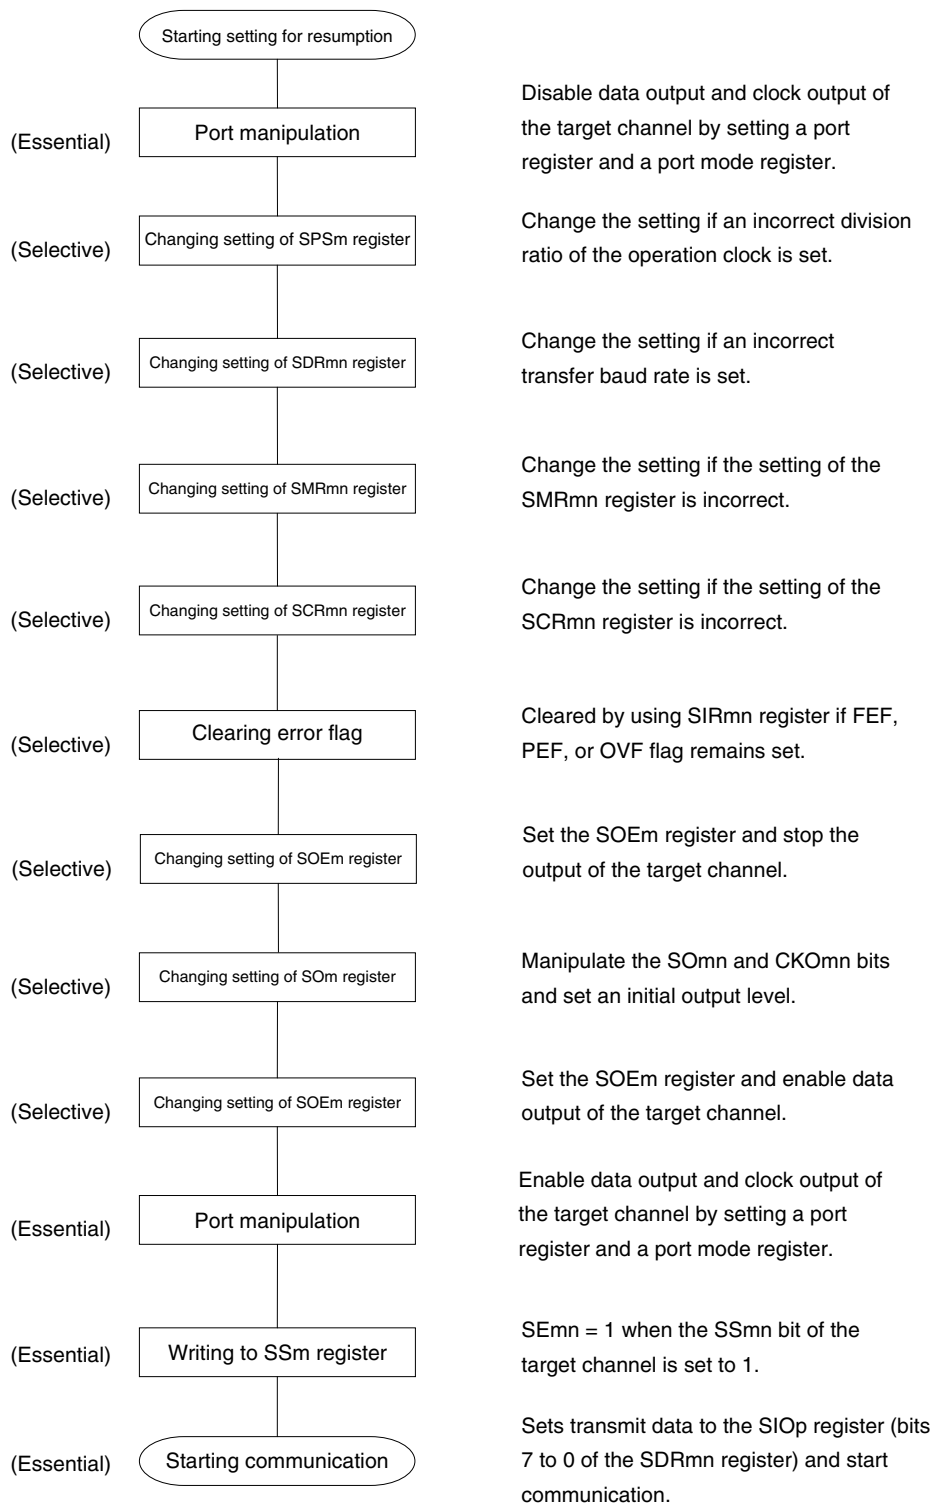 Starting setting for resumption
(Essential)
Port manipulation
Disable data output and clock output of
the target channel by setting a port
register and a port mode register.
(Selective)
Changing setting of SPSm register
Change the setting if an incorrect division
ratio of the operation clock is set.
(Selective)
Changing setting of SDRmn register
Change the setting if an incorrect
transfer baud rate is set.
(Selective)
Changing setting of SMRmn register
Change the setting if the setting of the
SMRmn register is incorrect.
(Selective)
Changing setting of SCRmn register
Change the setting if the setting of the
SCRmn register is incorrect.
(Selective)
Clearing error flag
Cleared by using SIRmn register if FEF,
PEF, or OVF flag remains set.
(Selective)
Changing setting of SOEm register
Set the SOEm register and stop the
output of the target channel.
(Selective)
Changing setting of SOm register
Manipulate the SOmn and CKOmn bits
and set an initial output level.
(Selective)
Changing setting of SOEm register
Set the SOEm register and enable data
output of the target channel.
(Essential)
Port manipulation
Enable data output and clock output of
the target channel by setting a port
register and a port mode register.
(Essential)
Writing to SSm register
SEmn = 1 when the SSmn bit of the
target channel is set to 1.
(Essential)
Starting communication
Sets transmit data to the SIOp register (bits
7 to 0 of the SDRmn register) and start
communication.